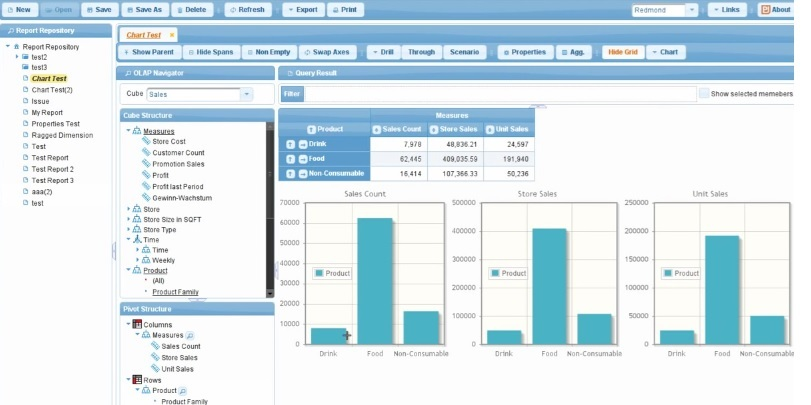 New Open Save Save As Delete Refresh Export Print Redmond Links About
Report Repository
Report Repository
test2
test3
Chart Test
Chart Test(2)
Issue
My Report
Properties Test
Ragged Dimension
Test
Test Report
Test Report 2
Test Report 3
aaa(2)
test
Chart Test
Show Parent Hide Spans Non Empty Swap Axes Drill Through Scenario Properties Agg. Hide Grid Chart
OLAP Navigator
Cube Sales
Cube Structure
Measures
Store Cost
Customer Count
Promotion Sales
Profit
Profit last Period
Gewinn-Wachstum
Store
Store Size in SQFT
Store Type
Time
Time
Weekly
Product
(All)
Product Family
Pivot Structure
Columns
Measures
Sales Count
Store Sales
Unit Sales
Rows
Product
Product Family
Query Result
Filter Show selected memebers
Measures
Product Sales Count Store Sales Unit Sales
Drink 7,978 48,836.21 24,597
Food 62,445 409,035.59 191,940
Non-Consumable 16,414 107,366.33 50,236
Sales Count
70000
60000
50000
40000
30000
20000
10000
0
Product
Drink Food Non-Consumable
Store Sales
500000
400000
300000
200000
100000
0
Product
Drink Food Non-Consumable
Unit Sales
250000
200000
150000
100000
50000
0
Product
Drink Food Non-Consumable